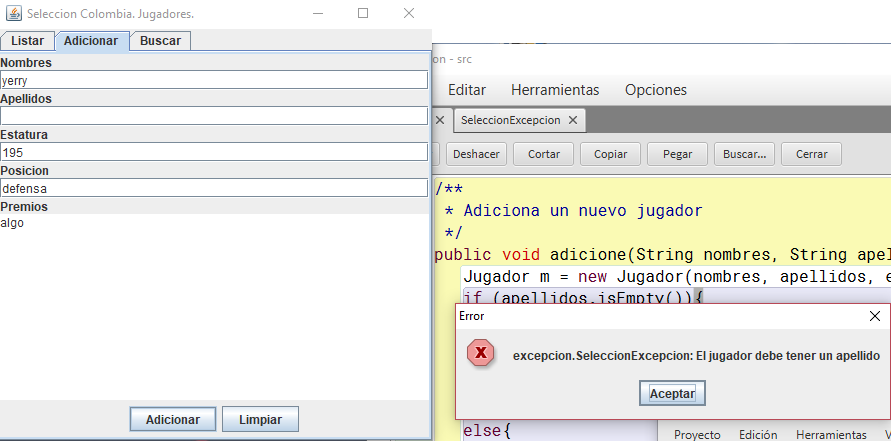 Seleccion Colombia. Jugadores.
Listar Adicionar Buscar
Nombres
yerry
Apellidos
Estatura
195
Posicion
defensa
Premios
algo
Adicionar Limpiar
on - src
Editar Herramientas Opciones
SeleccionExcepcion
Deshacer Cortar Copiar Pegar Buscar... Cerrar
/**
* Adiciona un nuevo jugador
*/
public void adicione(String nombres, String apel
Jugador m = new Jugador(nombres, apellidos, e
if (apellidos.isEmpty()){
Error
excepcion.SeleccionExcepcion: El jugador debe tener un apellido
Aceptar
else{
Proyecto Edición Herramientas V